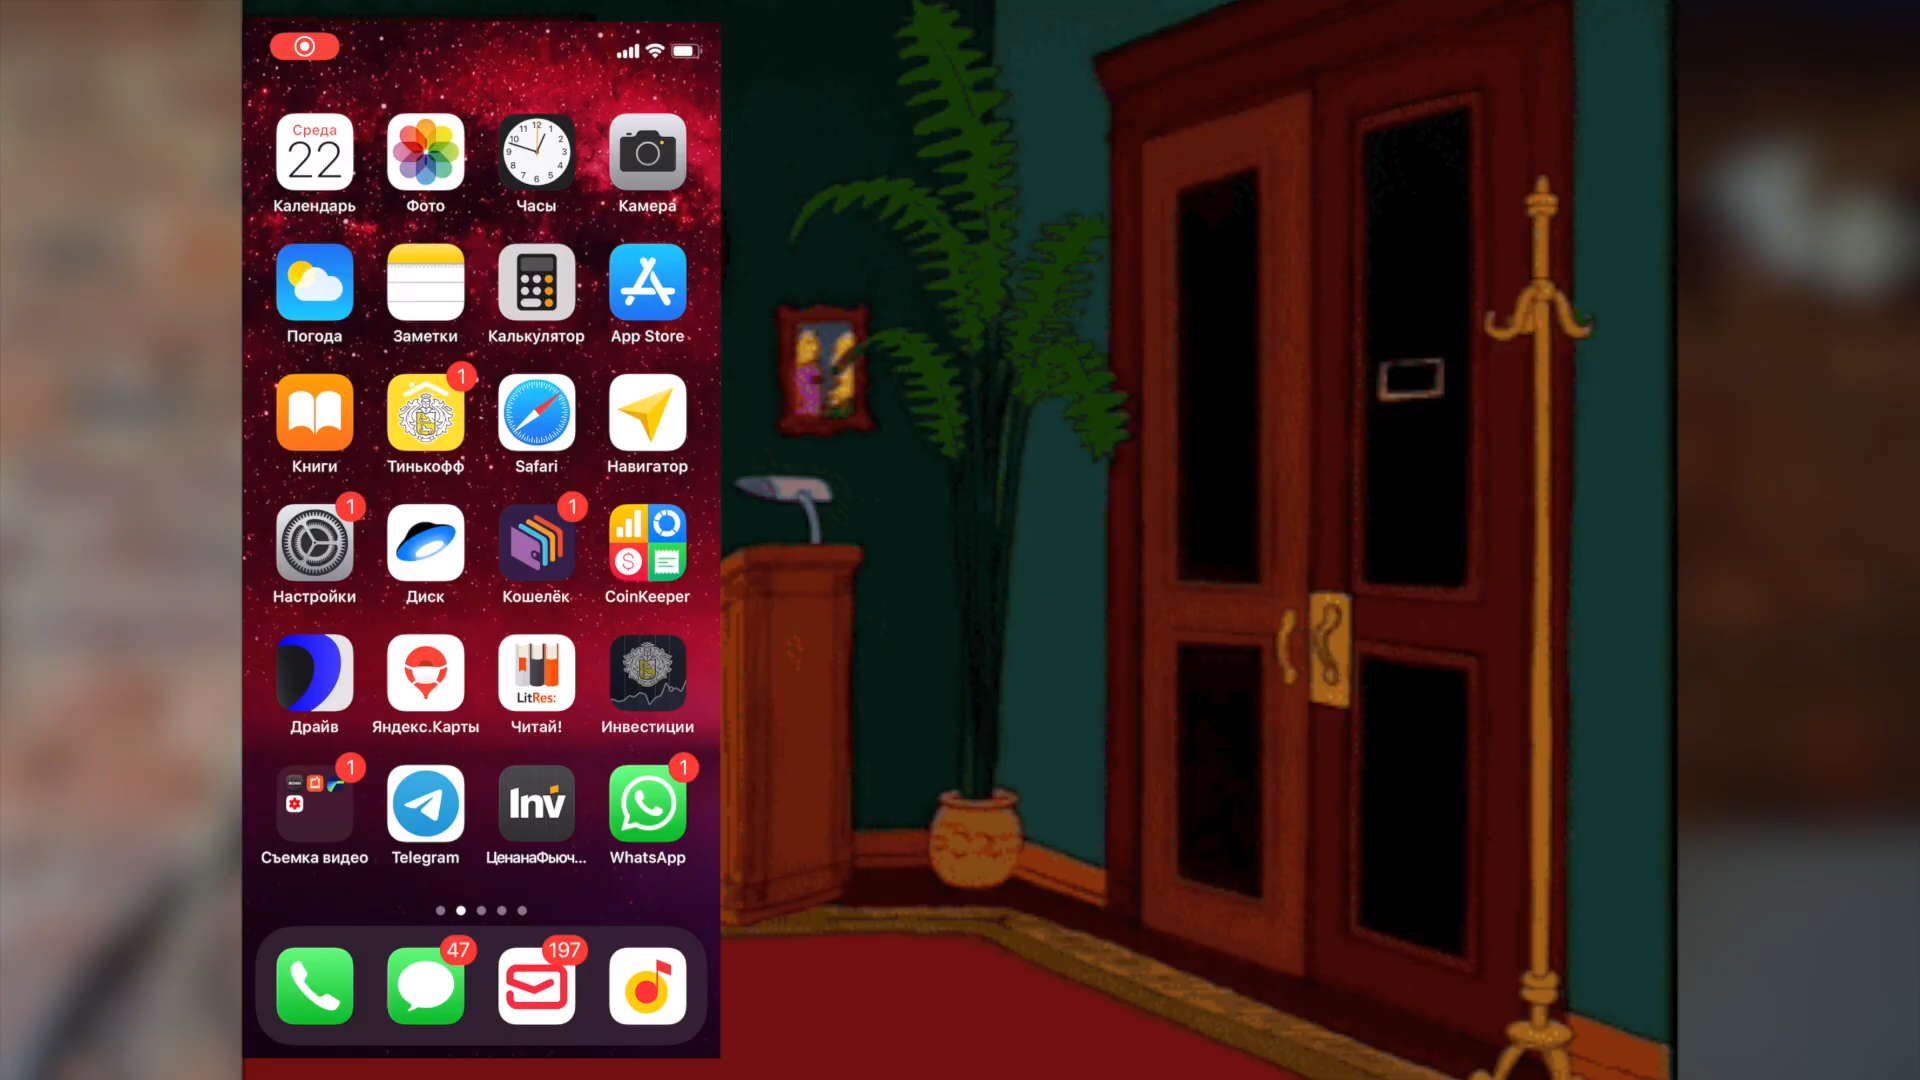 Среда
22
Календарь
Фото
Часы
Камера
Погода
Заметки
Калькулятор
App Store
1
Книги
Тинькофф
Safari
Навигатор
1
1
Настройки
Диск
Кошелёк
CoinKeeper
LitRes:
Драйв
Яндекс.Карты
Читай!
Инвестиции
1
1
Inv
Съемка видео
Telegram
ЦенанаФьюч...
WhatsApp
47
197